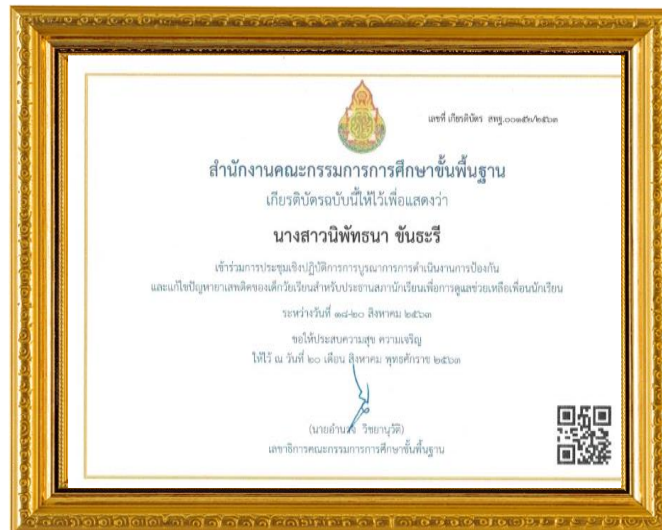 เลขที่ เกียรติบัตร สพฐ.๐๐๑๕๗/๒๕๖๓
สำนักงานคณะกรรมการการศึกษาขั้นพื้นฐาน
เกียรติบัตรฉบับนี้ให้ไว้เพื่อแสดงว่า
นางสาวนิพัทธนา ขันธะรี
เข้าร่วมการประชุมเชิงปฏิบัติการการบูรณาการการดำเนินงานการป้องกัน
และแก้ไขปัญหายาเสพติดของเด็กวัยเรียนสำหรับประธานสภานักเรียนเพื่อการดูแลช่วยเหลือเพื่อนนักเรียน
ระหว่างวันที่ ๑๘-๒๐ สิงหาคม ๒๕๖๓
ขอให้ประสบความสุข ความเจริญ
ให้ไว้ ณ วันที่ ๒๐ เดือน สิงหาคม พุทธศักราช ๒๕๖๓
(นายอำนาจ วิชยานุวัติ)
เลขาธิการคณะกรรมการการศึกษาขั้นพื้นฐาน